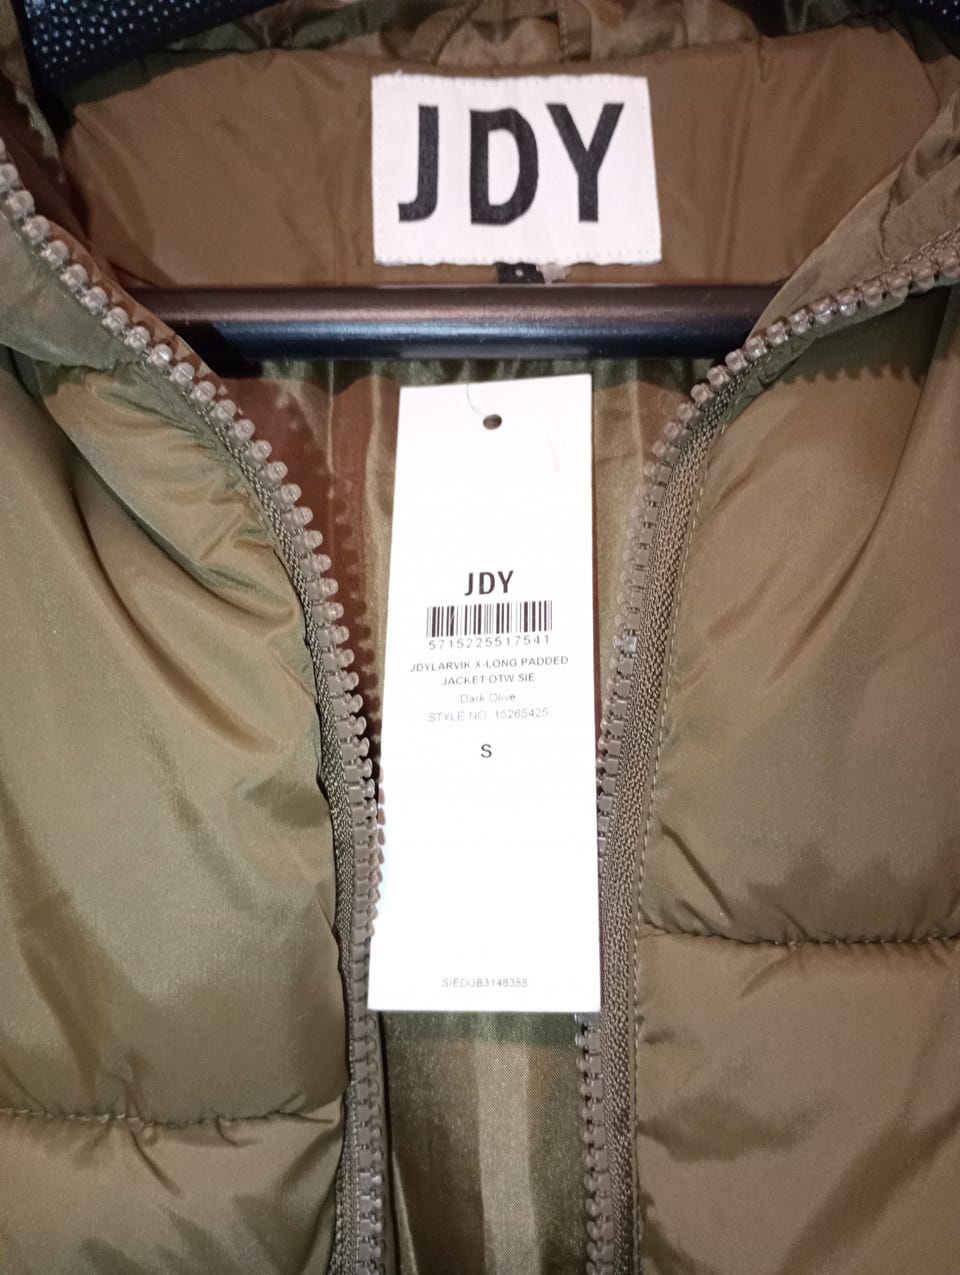 JDY
JDY
5715225517541
JDYLARVIK X-LONG PADDED
JACKET OTW SIE
Dark Olive
STYLE NO. 15265425
S
SIEDOB3146388